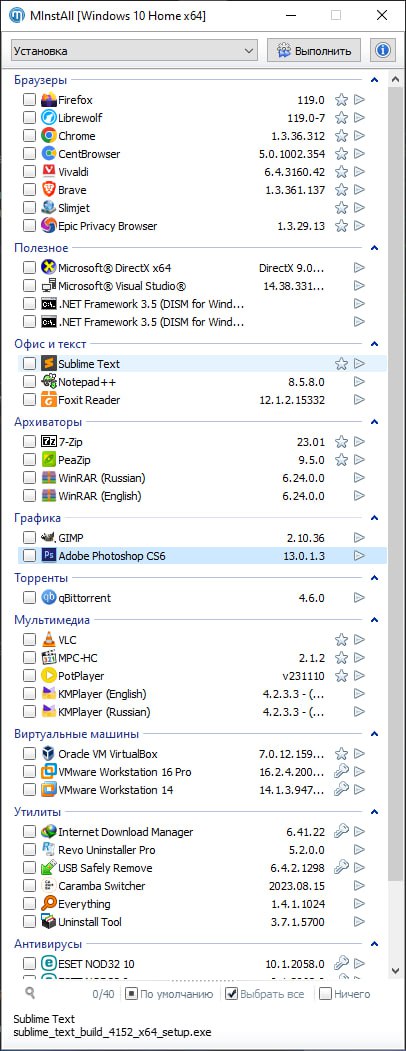 MInstAll [Windows 10 Home x64]
Установка Выполнить
Браузеры
Firefox 119.0
Librewolf 119.0-7
Chrome 1.3.36.312
CentBrowser 5.0.1002.354
Vivaldi 6.4.3160.42
Brave 1.3.361.137
Slimjet
Epic Privacy Browser 1.3.29.13
Полезное
Microsoft® DirectX x64 DirectX 9.0...
Microsoft® Visual Studio® 14.38.331...
.NET Framework 3.5 (DISM for Wind...
.NET Framework 3.5 (DISM for Wind...
Офис и текст
Sublime Text
Notepad++ 8.5.8.0
Foxit Reader 12.1.2.15332
Архиваторы
7-Zip 23.01
PeaZip 9.5.0
WinRAR (Russian) 6.24.0.0
WinRAR (English) 6.24.0.0
Графика
GIMP 2.10.36
Adobe Photoshop CS6 13.0.1.3
Торренты
qBittorrent 4.6.0
Мультимедиа
VLC
MPC-HC 2.1.2
PotPlayer v231110
KMPlayer (English) 4.2.3.3 - (...
KMPlayer (Russian) 4.2.3.3 - (...
Виртуальные машины
Oracle VM VirtualBox 7.0.12.159...
VMware Workstation 16 Pro 16.2.4.200...
VMware Workstation 14 14.1.3.947...
Утилиты
Internet Download Manager 6.41.22
Revo Uninstaller Pro 5.2.0.0
USB Safely Remove 6.4.2.1298
Caramba Switcher 2023.08.15
Everything 1.4.1.1024
Uninstall Tool 3.7.1.5700
Антивирусы
ESET NOD32 10 10.1.2058.0
0/40 По умолчанию Выбрать все Ничего
Sublime Text
sublime_text_build_4152_x64_setup.exe